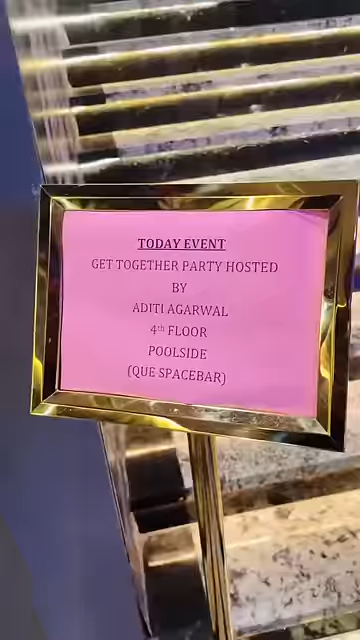 TODAY EVENT
GET TOGETHER PARTY HOSTED
BY
ADITI AGARWAL
4th FLOOR
POOLSIDE
(QUE SPACEBAR)